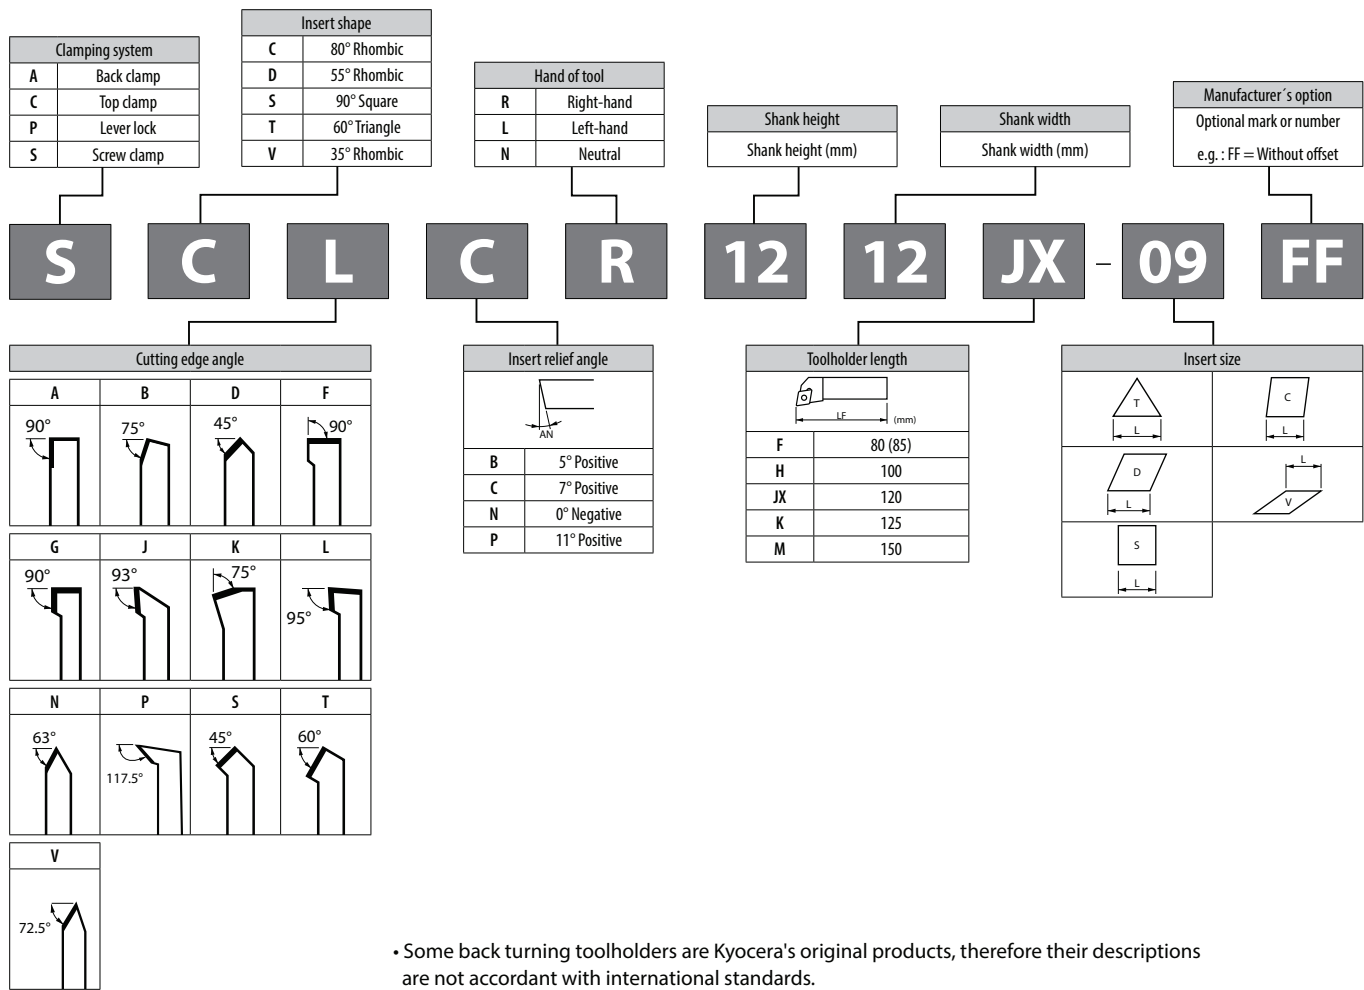 Clamping system
A Back clamp
C Top clamp
P Lever lock
S Screw clamp
Insert shape
C 80° Rhombic
D 55° Rhombic
S 90° Square
T 60° Triangle
V 35° Rhombic
Hand of tool
R Right-hand
L Left-hand
N Neutral
Shank height
Shank height (mm)
Shank width
Shank width (mm)
Manufacturer´s option
Optional mark or number
e.g. : FF = Without offset
S C L C R 12 12 JX – 09 FF
Cutting edge angle
A B D F
90° 75° 45° 90°
G J K L
90° 93° 75° 95°
N P S T
63° 117.5° 45° 60°
V
72.5°
Insert relief angle
AN
B 5° Positive
C 7° Positive
N 0° Negative
P 11° Positive
Toolholder length
LF (mm)
F 80 (85)
H 100
JX 120
K 125
M 150
Insert size
T C
L L
D L
L V
S
L
• Some back turning toolholders are Kyocera's original products, therefore their descriptions
are not accordant with international standards.